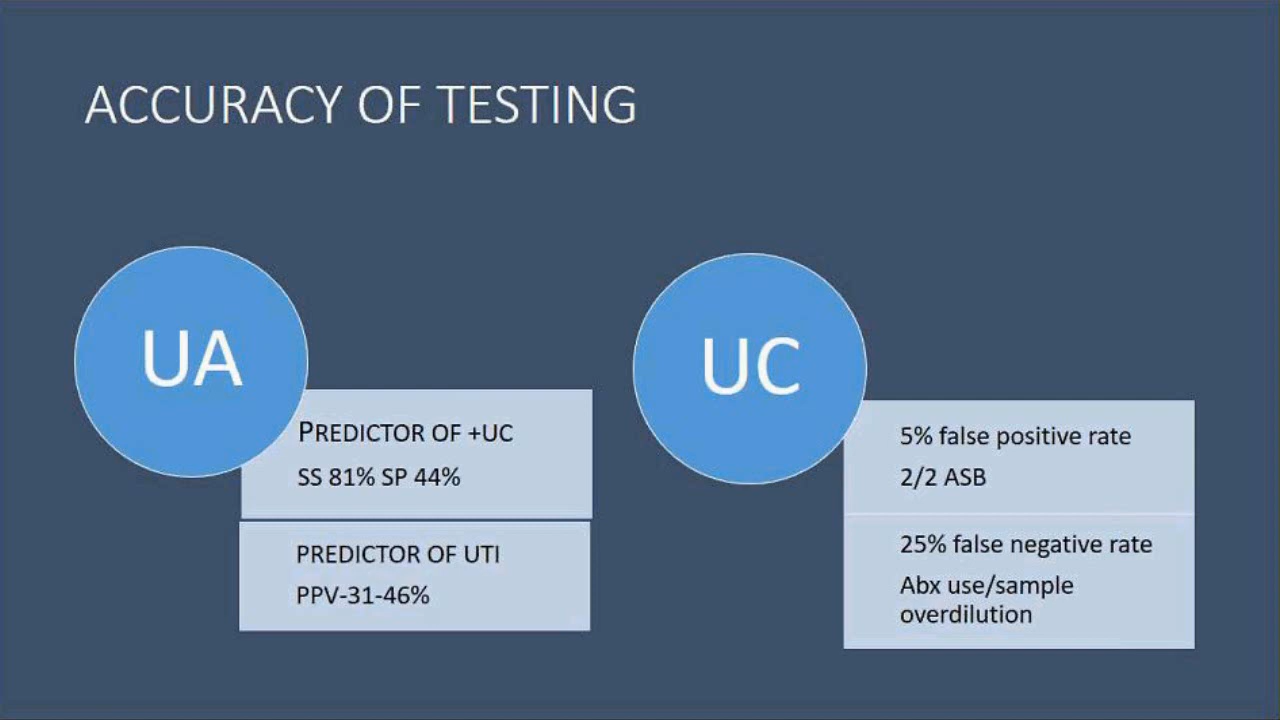 ACCURACY OF TESTING
UA
PREDICTOR OF +UC
SS 81% SP 44%
PREDICTOR OF UTI
PPV-31-46%
UC
5% false positive rate
2/2 ASB
25% false negative rate
Abx use/sample
overdilution